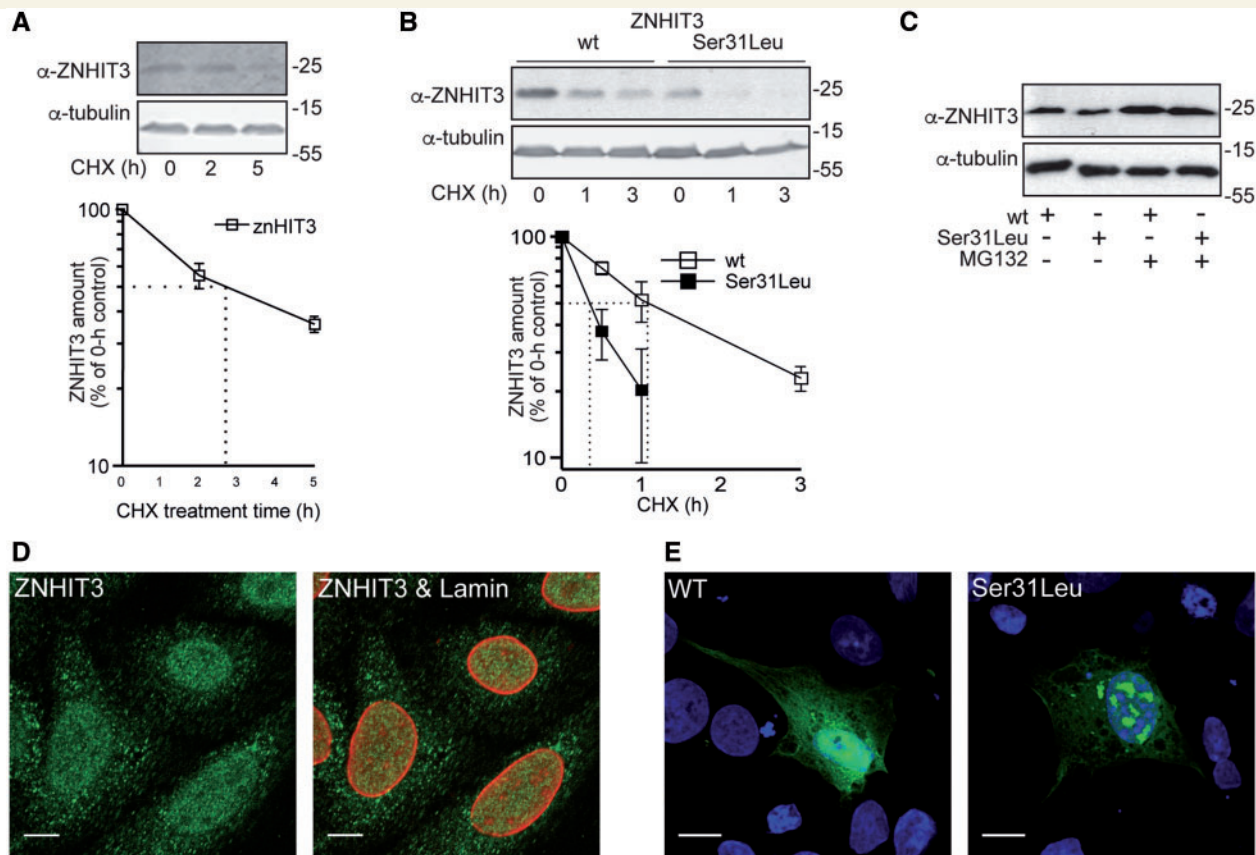 A
α-ZNHIT3
-25
-15
α-tubulin
-55
CHX (h) 0 2 5
100
znHIT3
ZNHIT3 amount
(% of 0-h control)
10
0 1 2 3 4 5
CHX treatment time (h)
B
ZNHIT3
wt Ser31Leu
α-ZNHIT3
-25
-15
α-tubulin
-55
CHX (h) 0 1 3 0 1 3
100
wt
Ser31Leu
ZNHIT3 amount
(% of 0-h control)
10
0 1 3
CHX (h)
C
α-ZNHIT3
-25
-15
α-tubulin
-55
wt + - + -
Ser31Leu - + - +
MG132 - - + +
D
ZNHIT3
ZNHIT3 & Lamin
E
WT
Ser31Leu